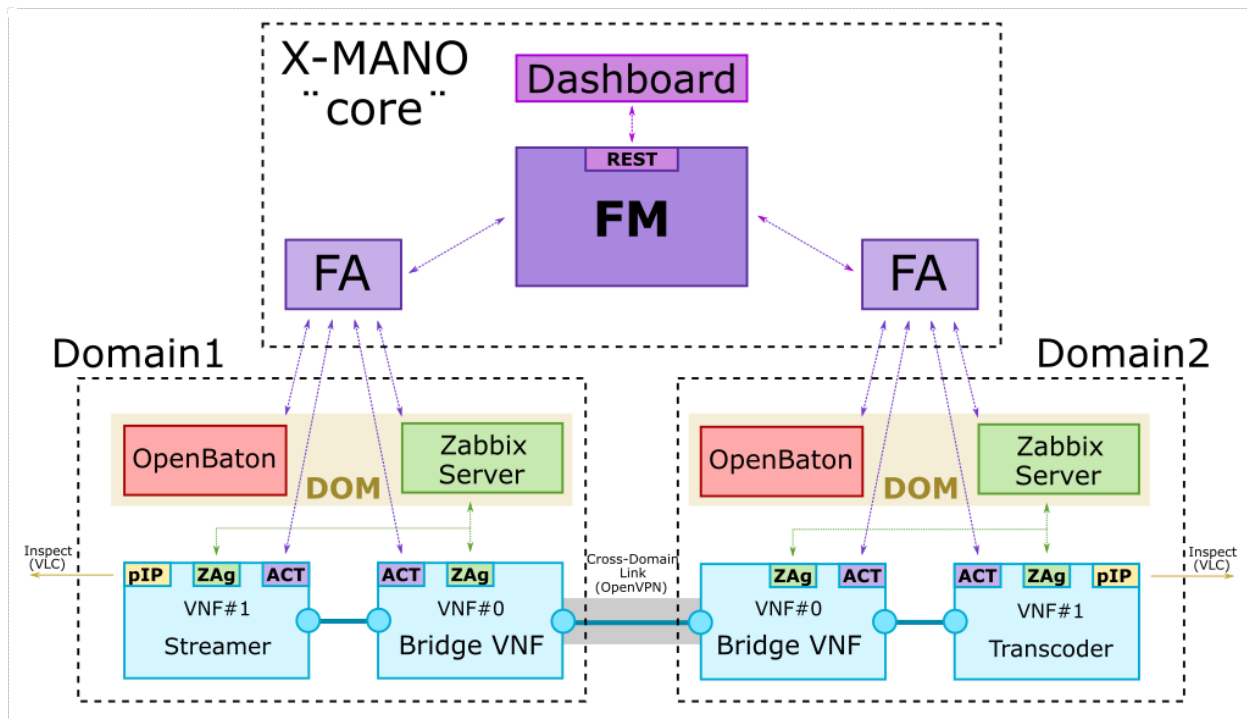 X-MANO
¨core¨
Dashboard
REST
FM
FA
FA
Domain1
Domain2
OpenBaton
Zabbix
Server
DOM
OpenBaton
Zabbix
Server
DOM
Inspect
(VLC)
pIP
ZAg
ACT
VNF#1
Streamer
ACT
ZAg
VNF#0
Bridge VNF
Cross-Domain
Link
(OpenVPN)
ZAg
ACT
VNF#0
Bridge VNF
ACT
ZAg
pIP
VNF#1
Transcoder
Inspect
(VLC)